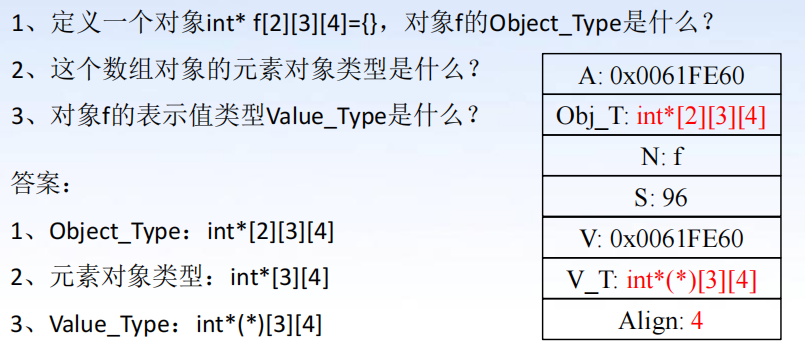 1、定义一个对象int* f[2][3][4]={}，对象f的Object_Type是什么？
2、这个数组对象的元素对象类型是什么？
3、对象f的表示值类型Value_Type是什么？
答案：
1、Object_Type：int*[2][3][4]
2、元素对象类型：int*[3][4]
3、Value_Type：int*(*)[3][4]
A: 0x0061FE60
Obj_T: int*[2][3][4]
N: f
S: 96
V: 0x0061FE60
V_T: int*(*)[3][4]
Align: 4